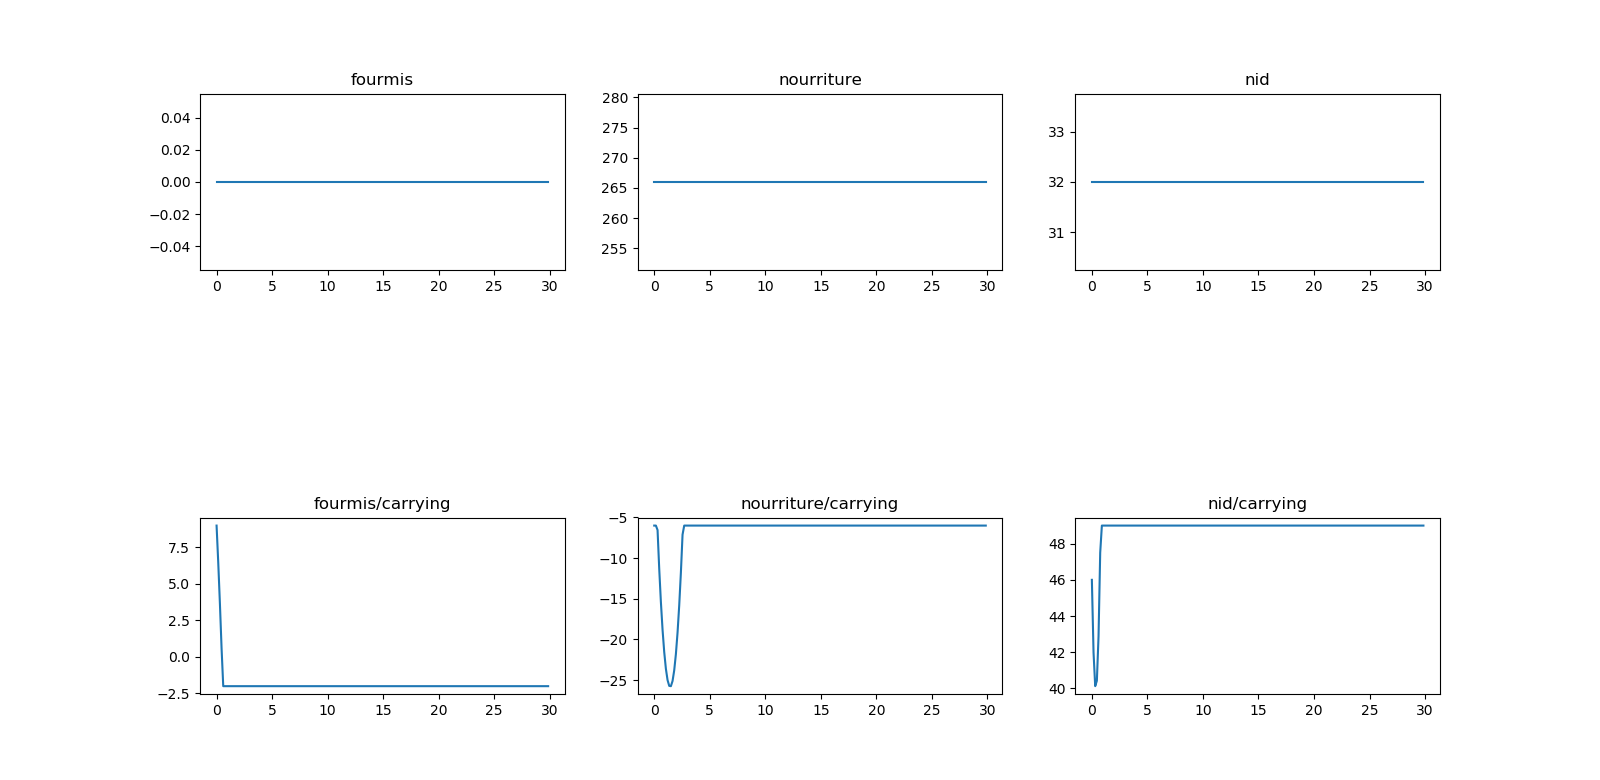 fourmis
nourriture
nid
0.04
0.02
0.00
−0.02
−0.04
0 5 10 15 20 25 30
280
275
270
265
260
255
0 5 10 15 20 25 30
33
32
31
0 5 10 15 20 25 30
fourmis/carrying
nourriture/carrying
nid/carrying
7.5
5.0
2.5
0.0
−2.5
0 5 10 15 20 25 30
−5
−10
−15
−20
−25
0 5 10 15 20 25 30
48
46
44
42
40
0 5 10 15 20 25 30